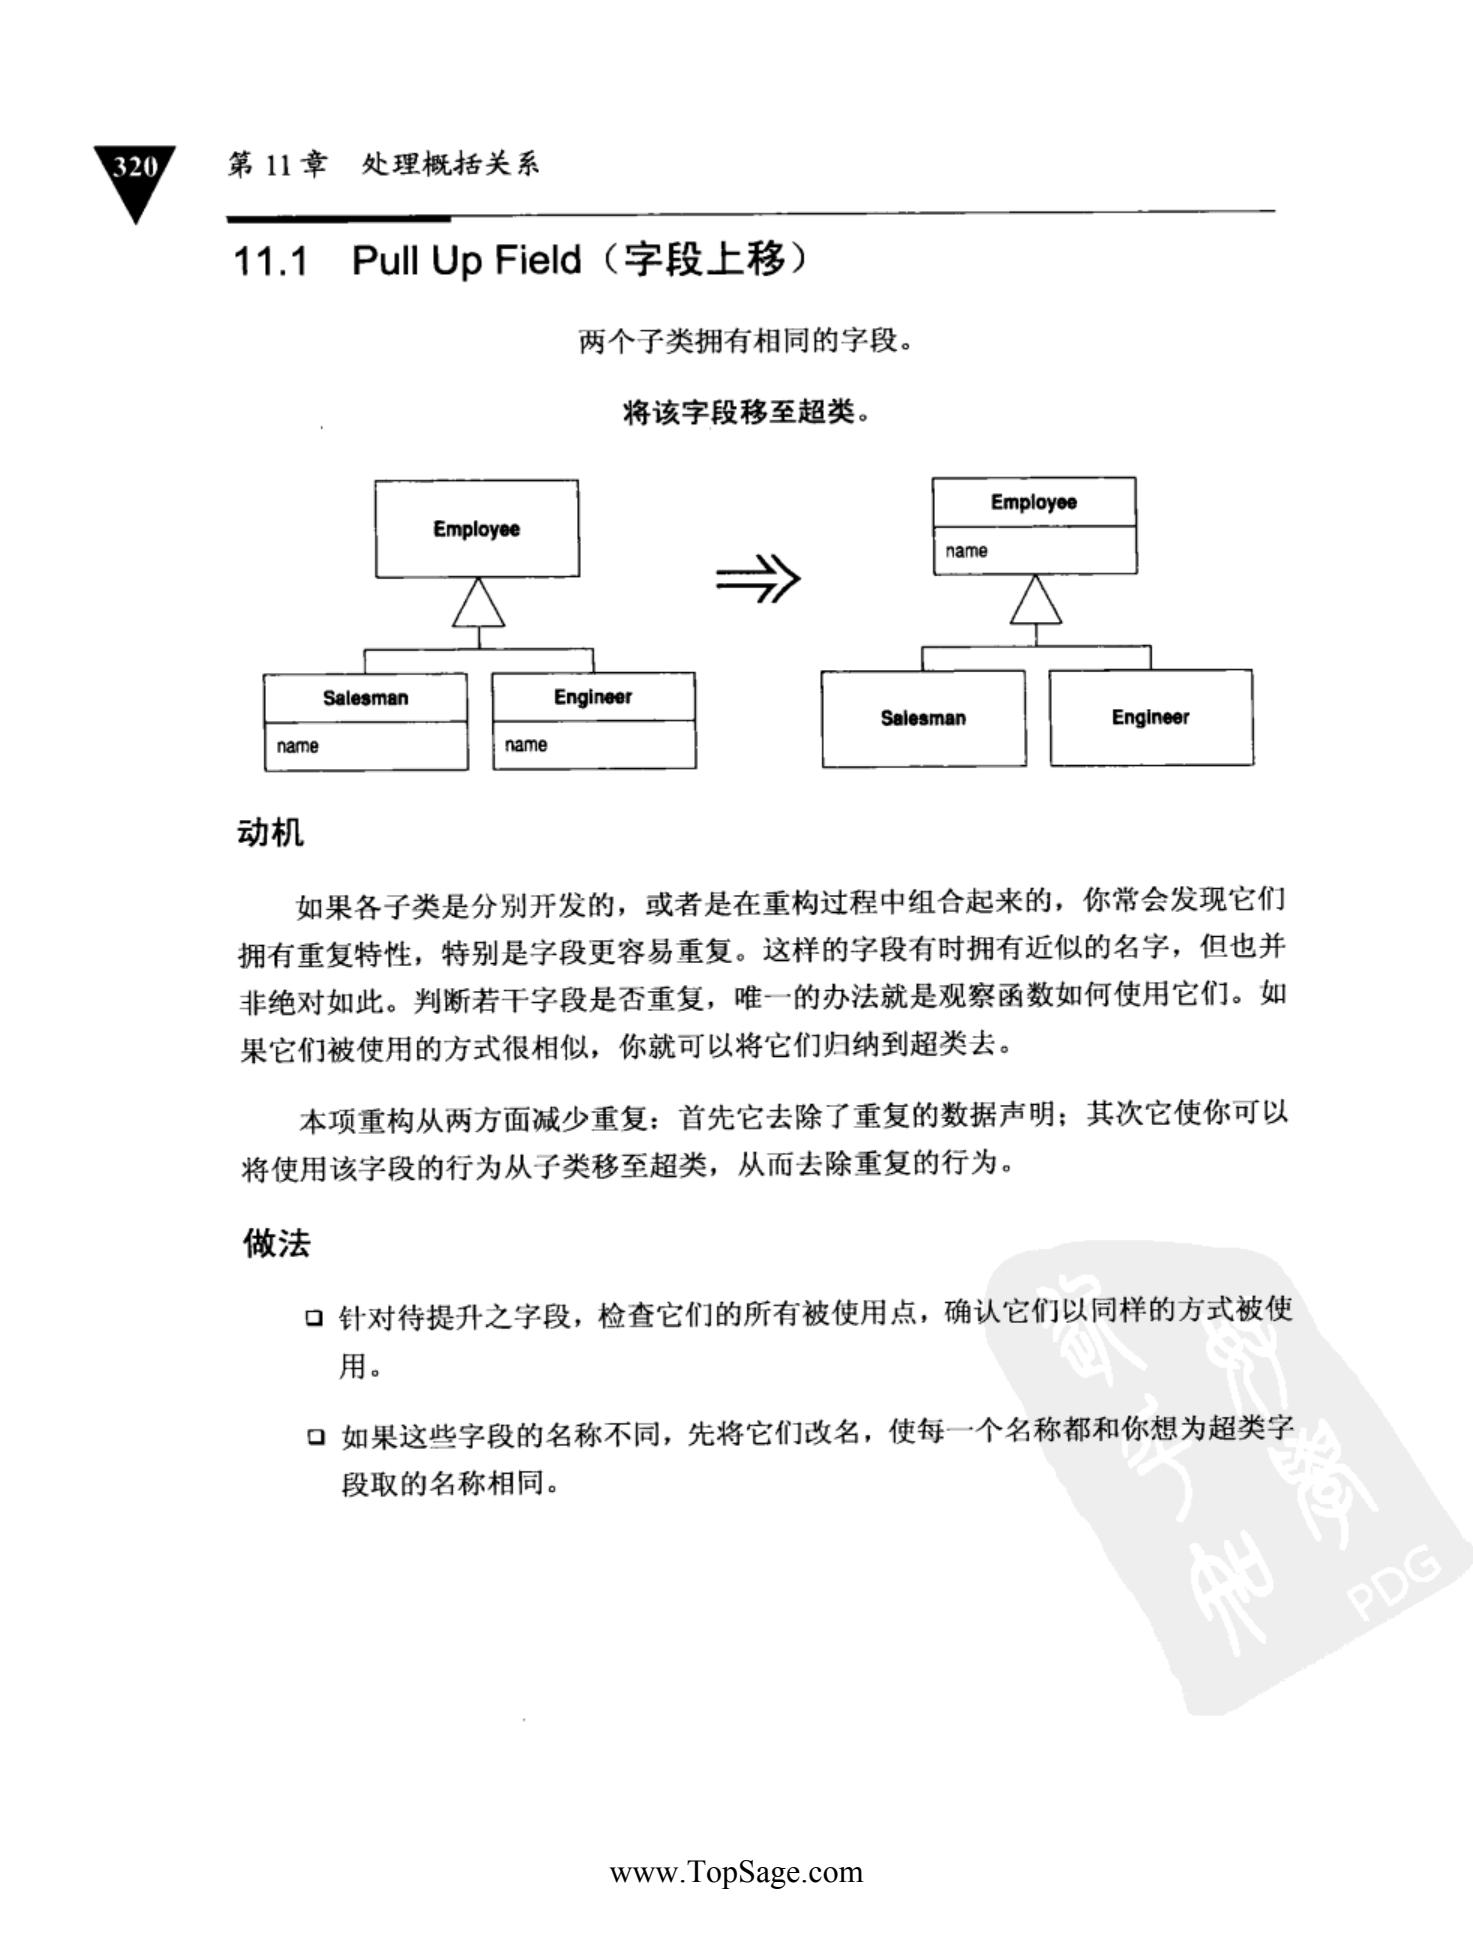 320
第 11 章 处理概括关系
11.1 Pull Up Field（字段上移）
两个子类拥有相同的字段。
将该字段移至超类。
Employee
Salesman
name
Engineer
name
Employee
name
Salesman
Engineer
动机
如果各子类是分别开发的，或者是在重构过程中组合起来的，你常会发现它们
拥有重复特性，特别是字段更容易重复。这样的字段有时拥有近似的名字，但也并
非绝对如此。判断若干字段是否重复，唯一的办法就是观察函数如何使用它们。如
果它们被使用的方式很相似，你就可以将它们归纳到超类去。
本项重构从两方面减少重复：首先它去除了重复的数据声明；其次它使你可以
将使用该字段的行为从子类移至超类，从而去除重复的行为。
做法
针对待提升之字段，检查它们的所有被使用点，确认它们以同样的方式被使
用。
如果这些字段的名称不同，先将它们改名，使每一个名称都和你想为超类字
段取的名称相同。
PDG
www.TopSage.com